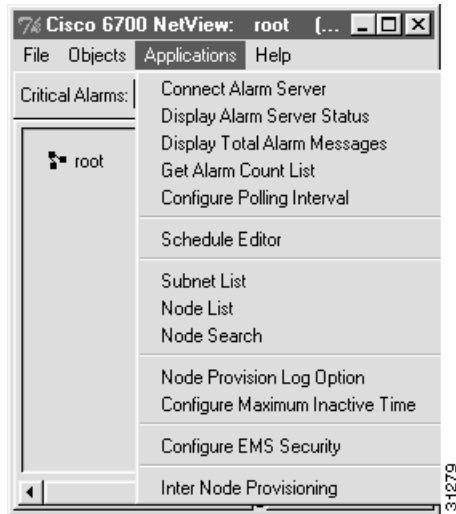 Cisco 6700 NetView: root (...
File Objects Applications Help
Critical Alarms:
Connect Alarm Server
Display Alarm Server Status
Display Total Alarm Messages
Get Alarm Count List
Configure Polling Interval
root
Schedule Editor
Subnet List
Node List
Node Search
Node Provision Log Option
Configure Maximum Inactive Time
Configure EMS Security
Inter Node Provisioning
31279